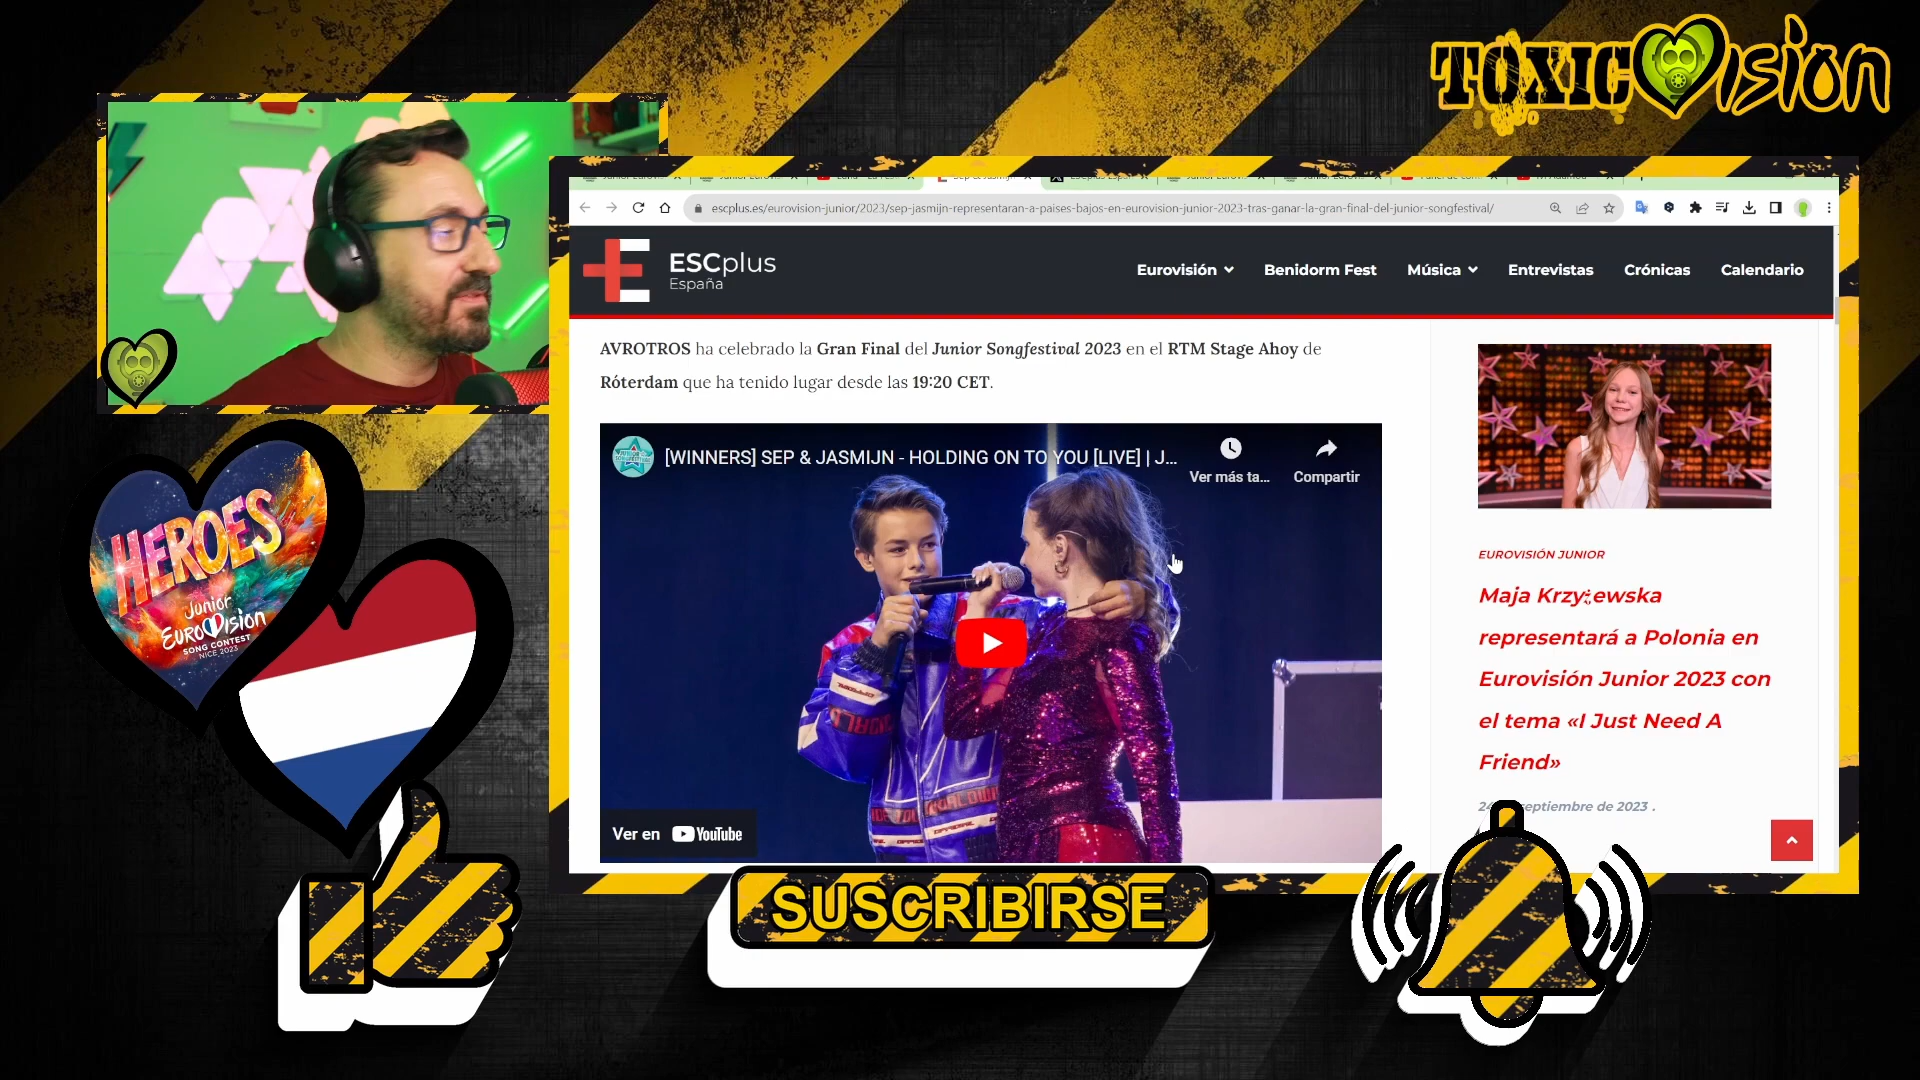 TOXICVISION
escplus.es/eurovision-junior/2023/sep-jasmijn-representaran-a-paises-bajos-en-eurovision-junior-2023-tras-ganar-la-gran-final-del-junior-songfestival/
ESCplus
España
Eurovisión
Benidorm Fest
Música
Entrevistas
Crónicas
Calendario
AVROTROS ha celebrado la Gran Final del Junior Songfestival 2023 en el RTM Stage Ahoy de
Róterdam que ha tenido lugar desde las 19:20 CET.
[WINNERS] SEP & JASMIJN - HOLDING ON TO YOU [LIVE] | J...
Ver más ta...
Compartir
Ver en YouTube
EUROVISIÓN JUNIOR
Maja Krzyżewska
representará a Polonia en
Eurovisión Junior 2023 con
el tema «I Just Need A
Friend»
septiembre de 2023 .
HEROES
Junior
EUROVISION
SONG CONTEST
NICE 2023
SUSCRIBIRSE